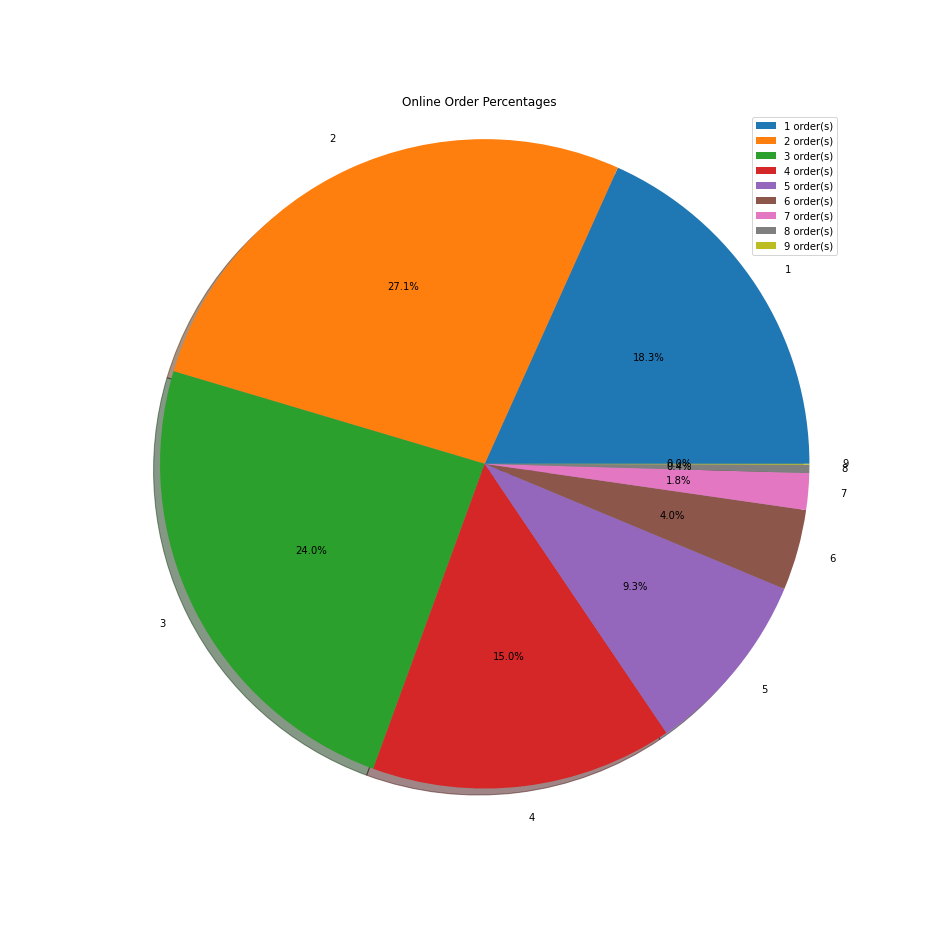 Online Order Percentages
1 order(s)
2 order(s)
3 order(s)
4 order(s)
5 order(s)
6 order(s)
7 order(s)
8 order(s)
9 order(s)
2
1
27.1%
18.3%
0.0%
9
0.4%
8
1.8%
7
4.0%
6
24.0%
9.3%
3
15.0%
5
4